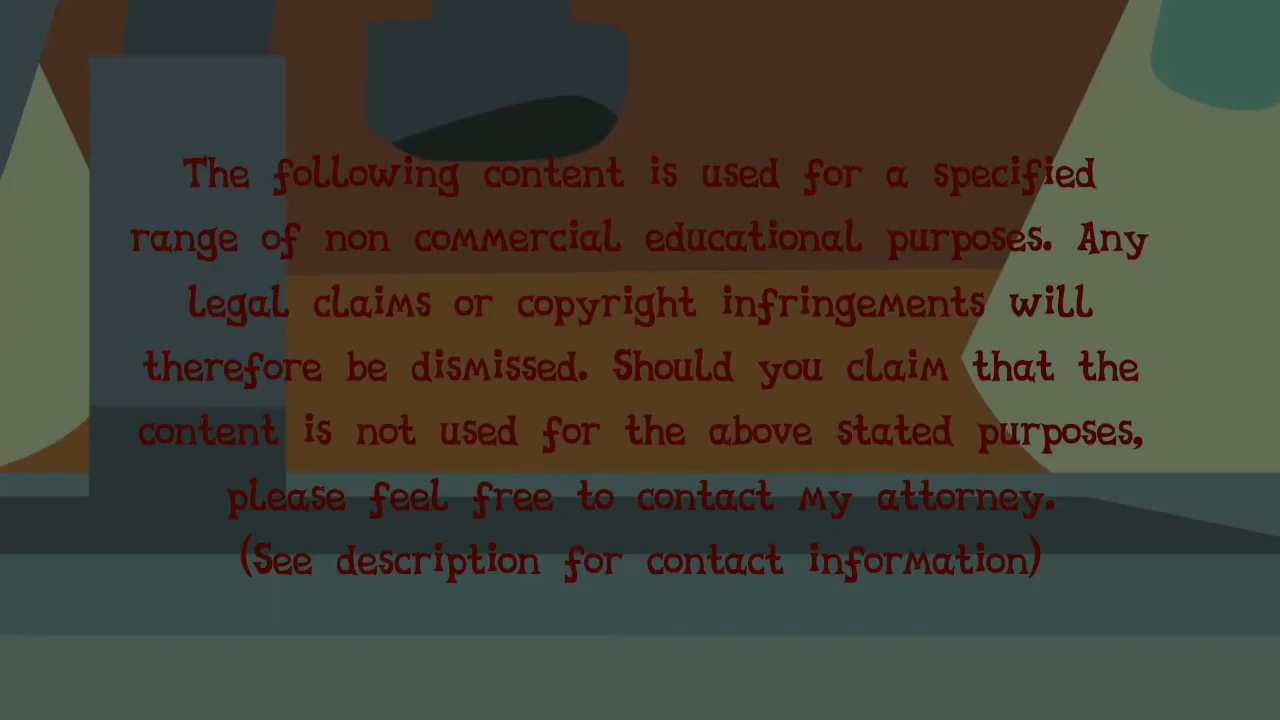 The following content is used for a specified
range of non commercial educational purposes. Any
legal claims or copyright infringements will
therefore be dismissed. Should you claim that the
content is not used for the above stated purposes,
please feel free to contact my attorney.
(See description for contact information)